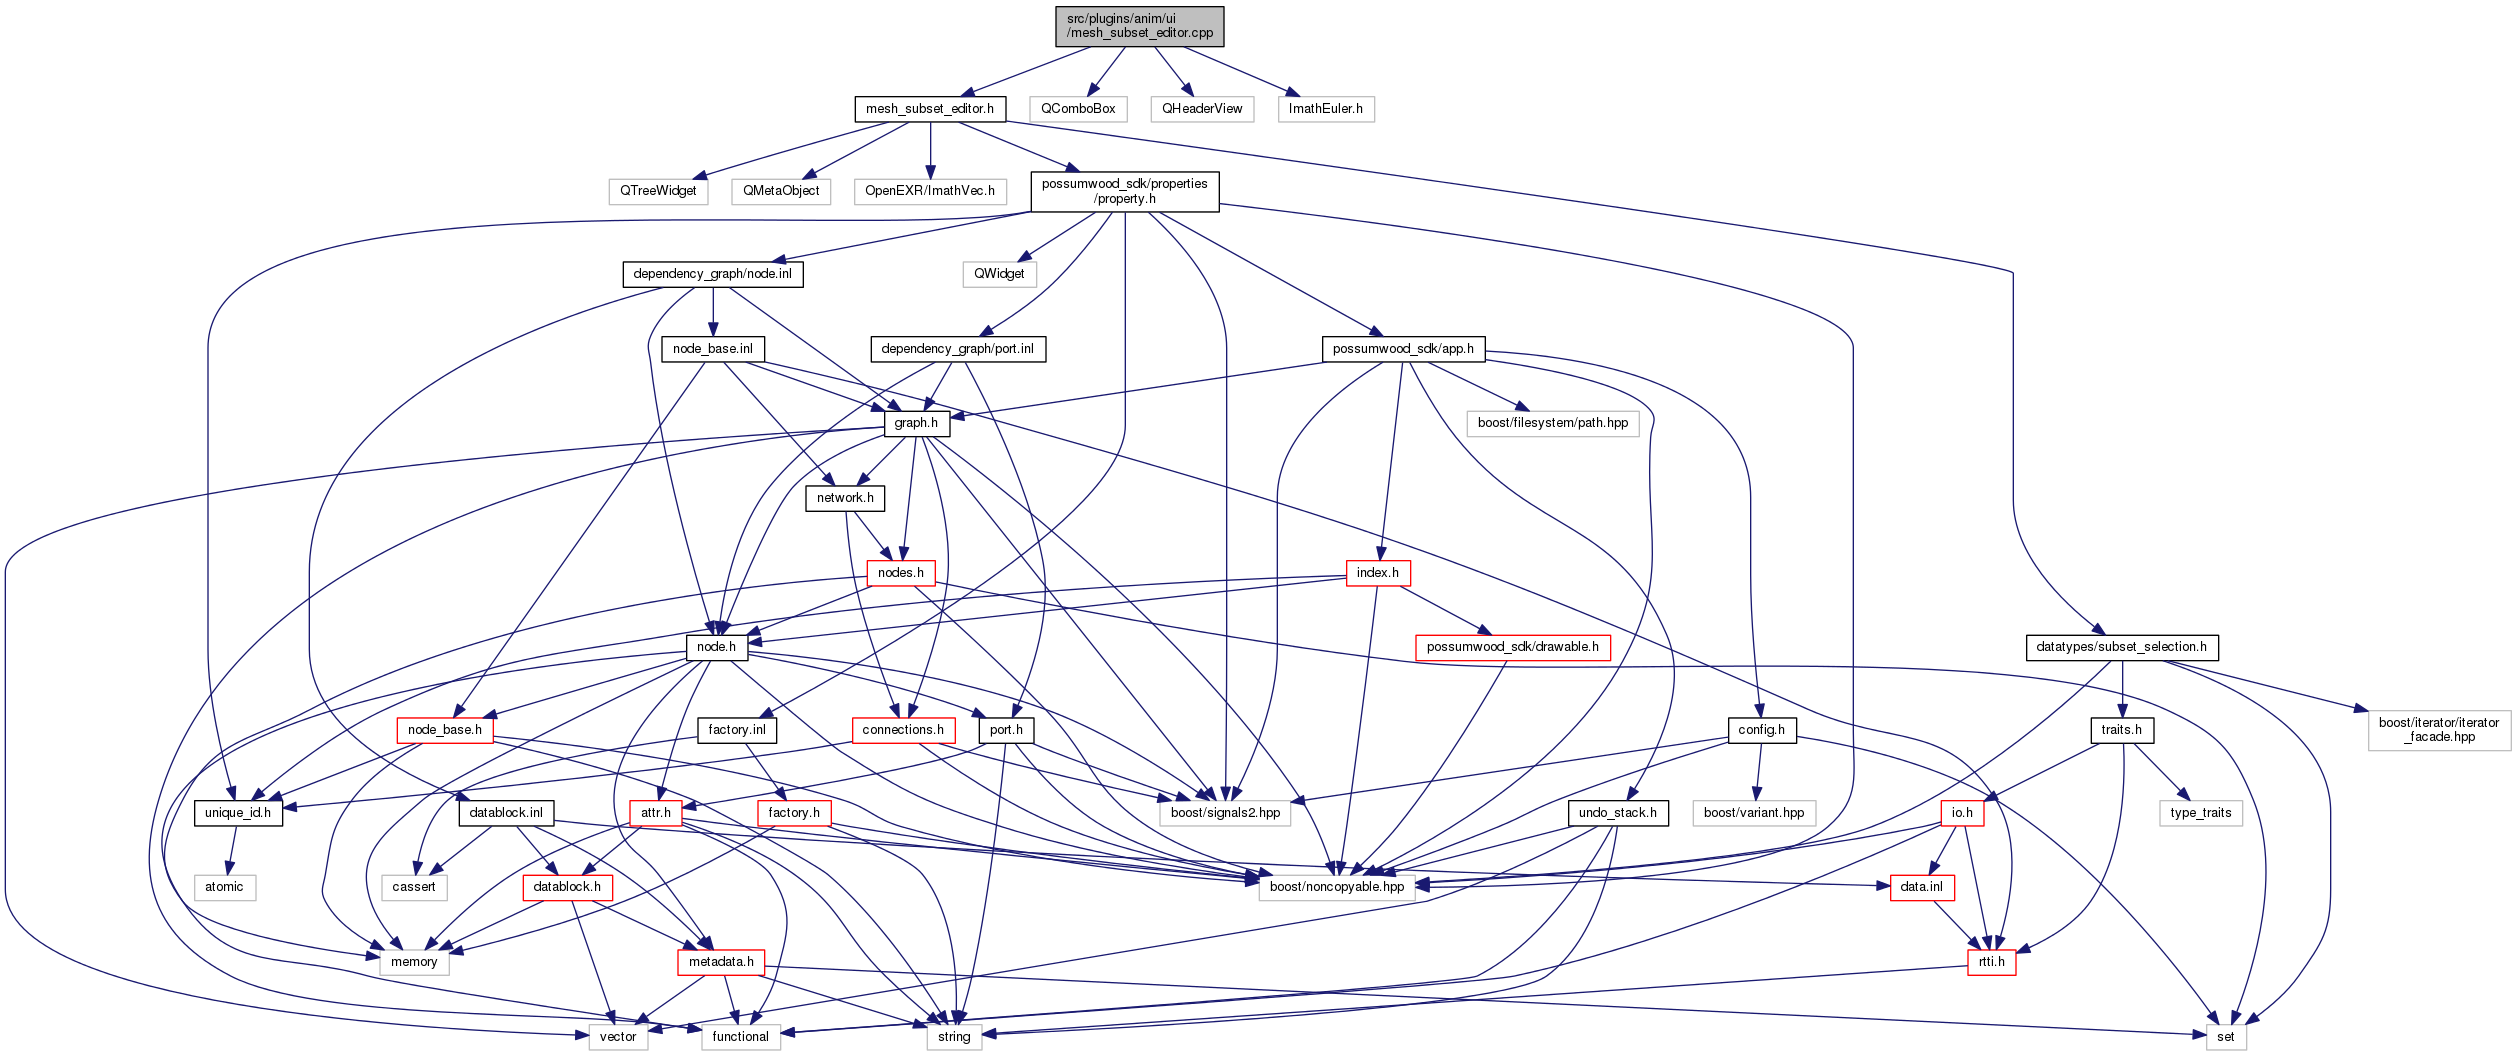 src/plugins/anim/ui
/mesh_subset_editor.cpp
mesh_subset_editor.h
QComboBox
QHeaderView
ImathEuler.h
QTreeWidget
QMetaObject
OpenEXR/ImathVec.h
possumwood_sdk/properties
/property.h
dependency_graph/node.inl
QWidget
node_base.inl
dependency_graph/port.inl
possumwood_sdk/app.h
graph.h
boost/filesystem/path.hpp
network.h
nodes.h
index.h
node.h
possumwood_sdk/drawable.h
datatypes/subset_selection.h
node_base.h
factory.inl
connections.h
port.h
config.h
traits.h
boost/iterator/iterator
_facade.hpp
unique_id.h
datablock.inl
attr.h
factory.h
boost/signals2.hpp
undo_stack.h
boost/variant.hpp
io.h
type_traits
atomic
cassert
datablock.h
boost/noncopyable.hpp
data.inl
memory
metadata.h
rtti.h
vector
functional
string
set